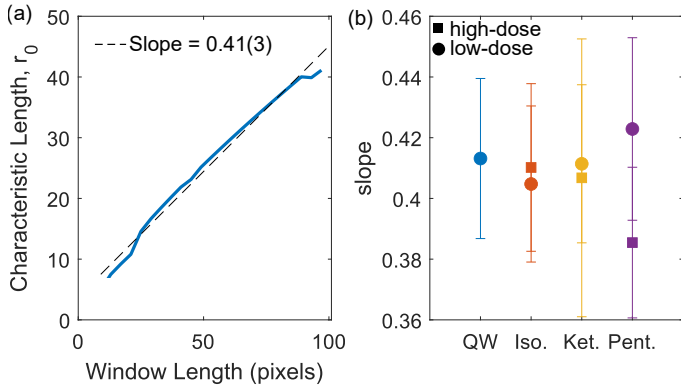 (a)
Characteristic Length, r_0
50
40
30
20
10
0
Slope = 0.41(3)
0
50
100
Window Length (pixels)
(b)
slope
0.46
0.44
0.42
0.4
0.38
0.36
high-dose
low-dose
QW
Iso.
Ket.
Pent.